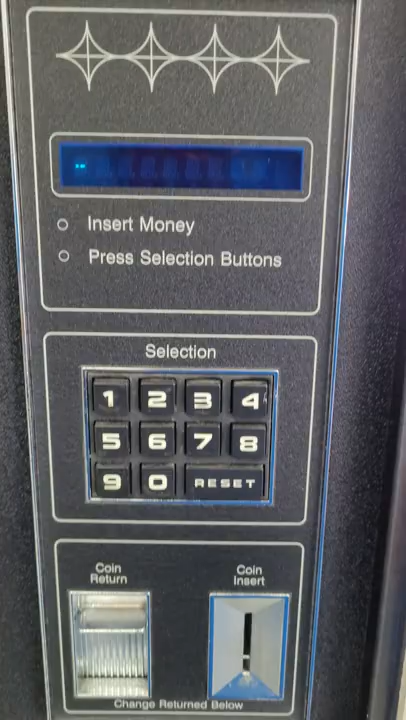 Insert Money
Press Selection Buttons
Selection
1 2 3 4
5 6 7 8
9 0 RESET
Coin Return
Coin Insert
Change Returned Below